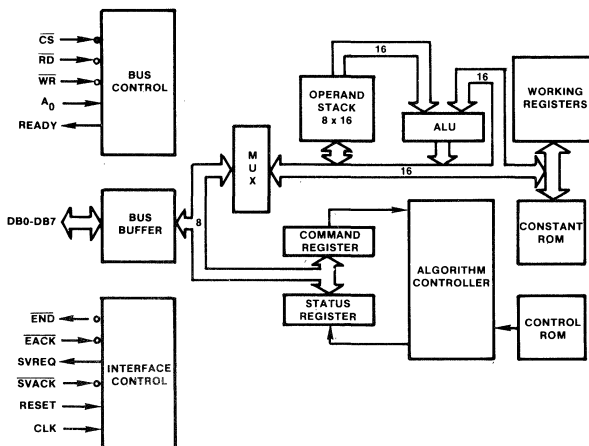 CS
RD
WR
A0
READY
BUS
CONTROL
16
OPERAND
STACK
8 x 16
16
ALU
WORKING
REGISTERS
M
U
X
16
DB0-DB7
BUS
BUFFER
8
COMMAND
REGISTER
STATUS
REGISTER
ALGORITHM
CONTROLLER
CONSTANT
ROM
CONTROL
ROM
END
EACK
SVREQ
SVACK
RESET
CLK
INTERFACE
CONTROL